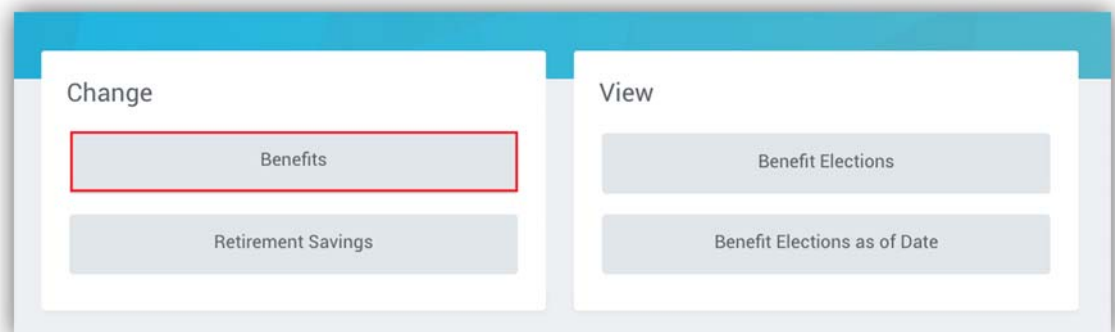 Change
Benefits
Retirement Savings
View
Benefit Elections
Benefit Elections as of Date